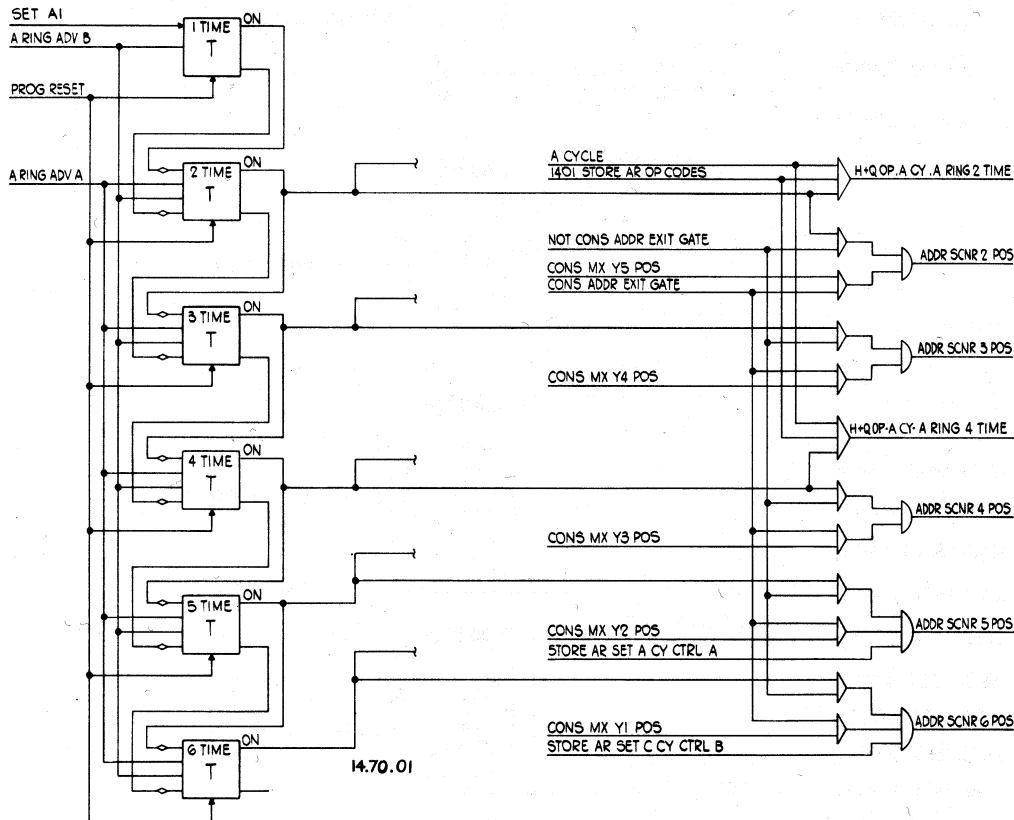 SET A1
A RING ADV B
PROG RESET
A RING ADV A
1 TIME
T
ON
2 TIME
T
ON
3 TIME
T
ON
4 TIME
T
ON
5 TIME
T
ON
6 TIME
T
ON
14.70.01
A CYCLE
1401 STORE AR OP CODES
NOT CONS ADDR EXIT GATE
CONS MX Y5 POS
CONS ADDR EXIT GATE
CONS MX Y4 POS
CONS MX Y3 POS
CONS MX Y2 POS
STORE AR SET A CY CTRL A
CONS MX Y1 POS
STORE AR SET C CY CTRL B
H+Q OP.A CY.A RING 2 TIME
ADDR SCNR 2 POS
ADDR SCNR 3 POS
H+Q OP.A CY.A RING 4 TIME
ADDR SCNR 4 POS
ADDR SCNR 5 POS
ADDR SCNR 6 POS